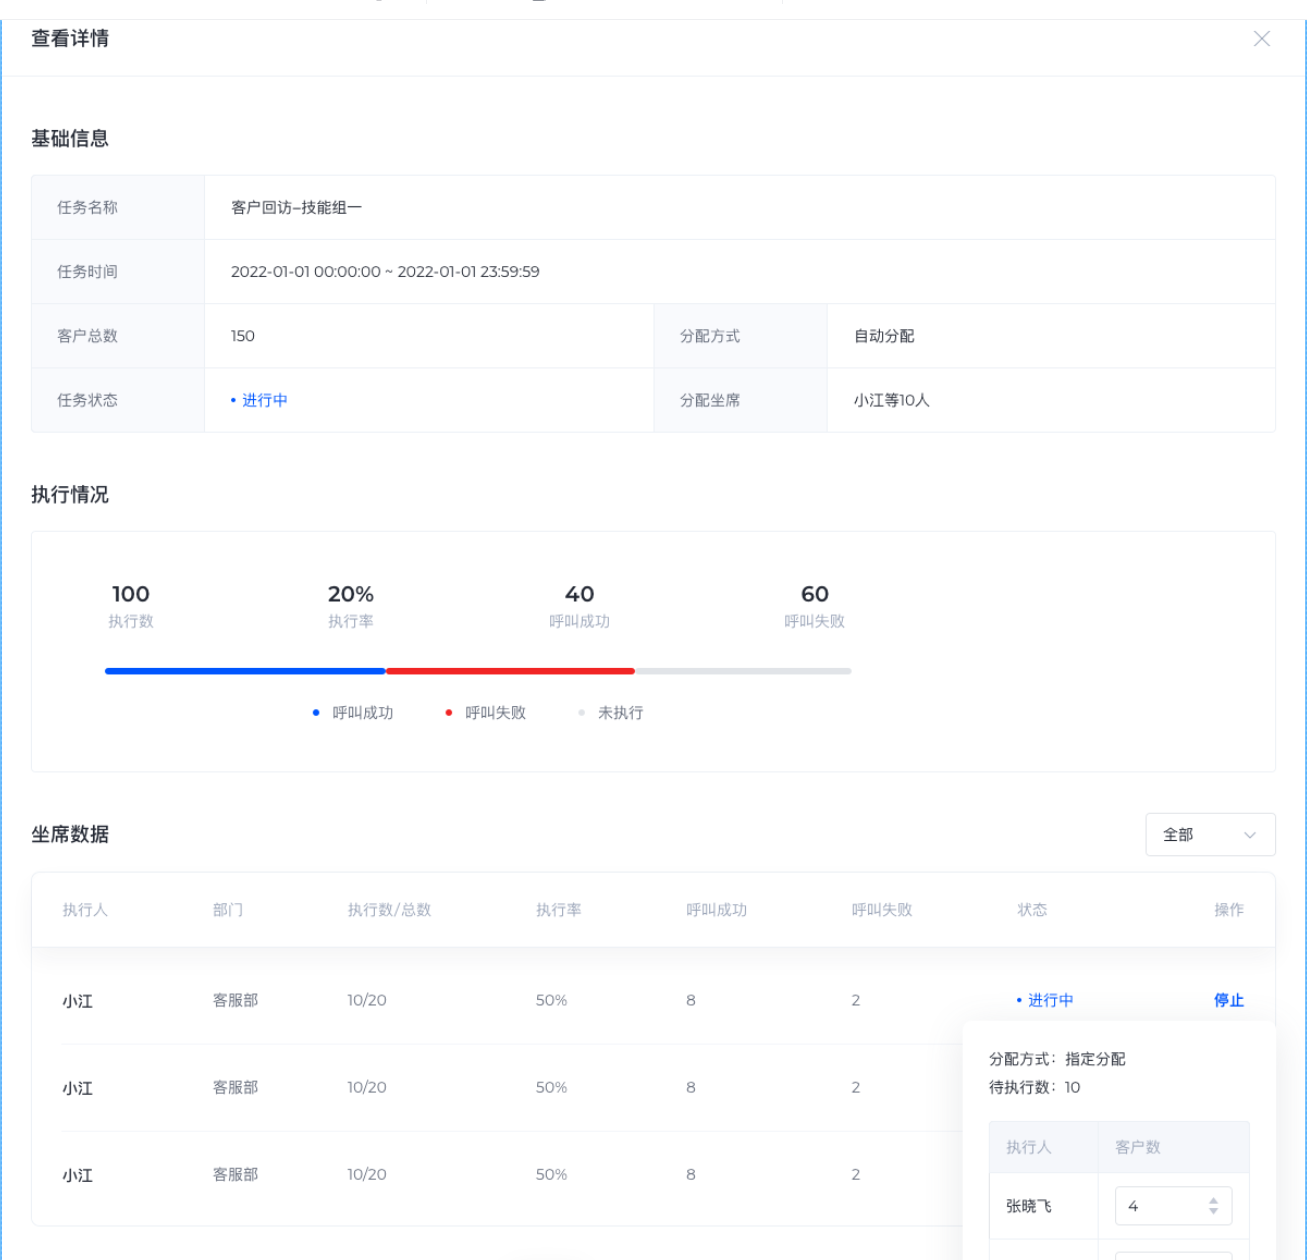 查看详情
基础信息
任务名称 客户回访-技能组一
任务时间 2022-01-01 00:00:00 ~ 2022-01-01 23:59:59
客户总数 150 分配方式 自动分配
任务状态 • 进行中 分配坐席 小江等10人
执行情况
100 20% 40 60
执行数 执行率 呼叫成功 呼叫失败
• 呼叫成功 • 呼叫失败 • 未执行
坐席数据 全部
执行人 部门 执行数/总数 执行率 呼叫成功 呼叫失败 状态 操作
小江 客服部 10/20 50% 8 2 • 进行中 停止
小江 客服部 10/20 50% 8 2
小江 客服部 10/20 50% 8 2
分配方式：指定分配
待执行数：10
执行人 客户数
张晓飞 4